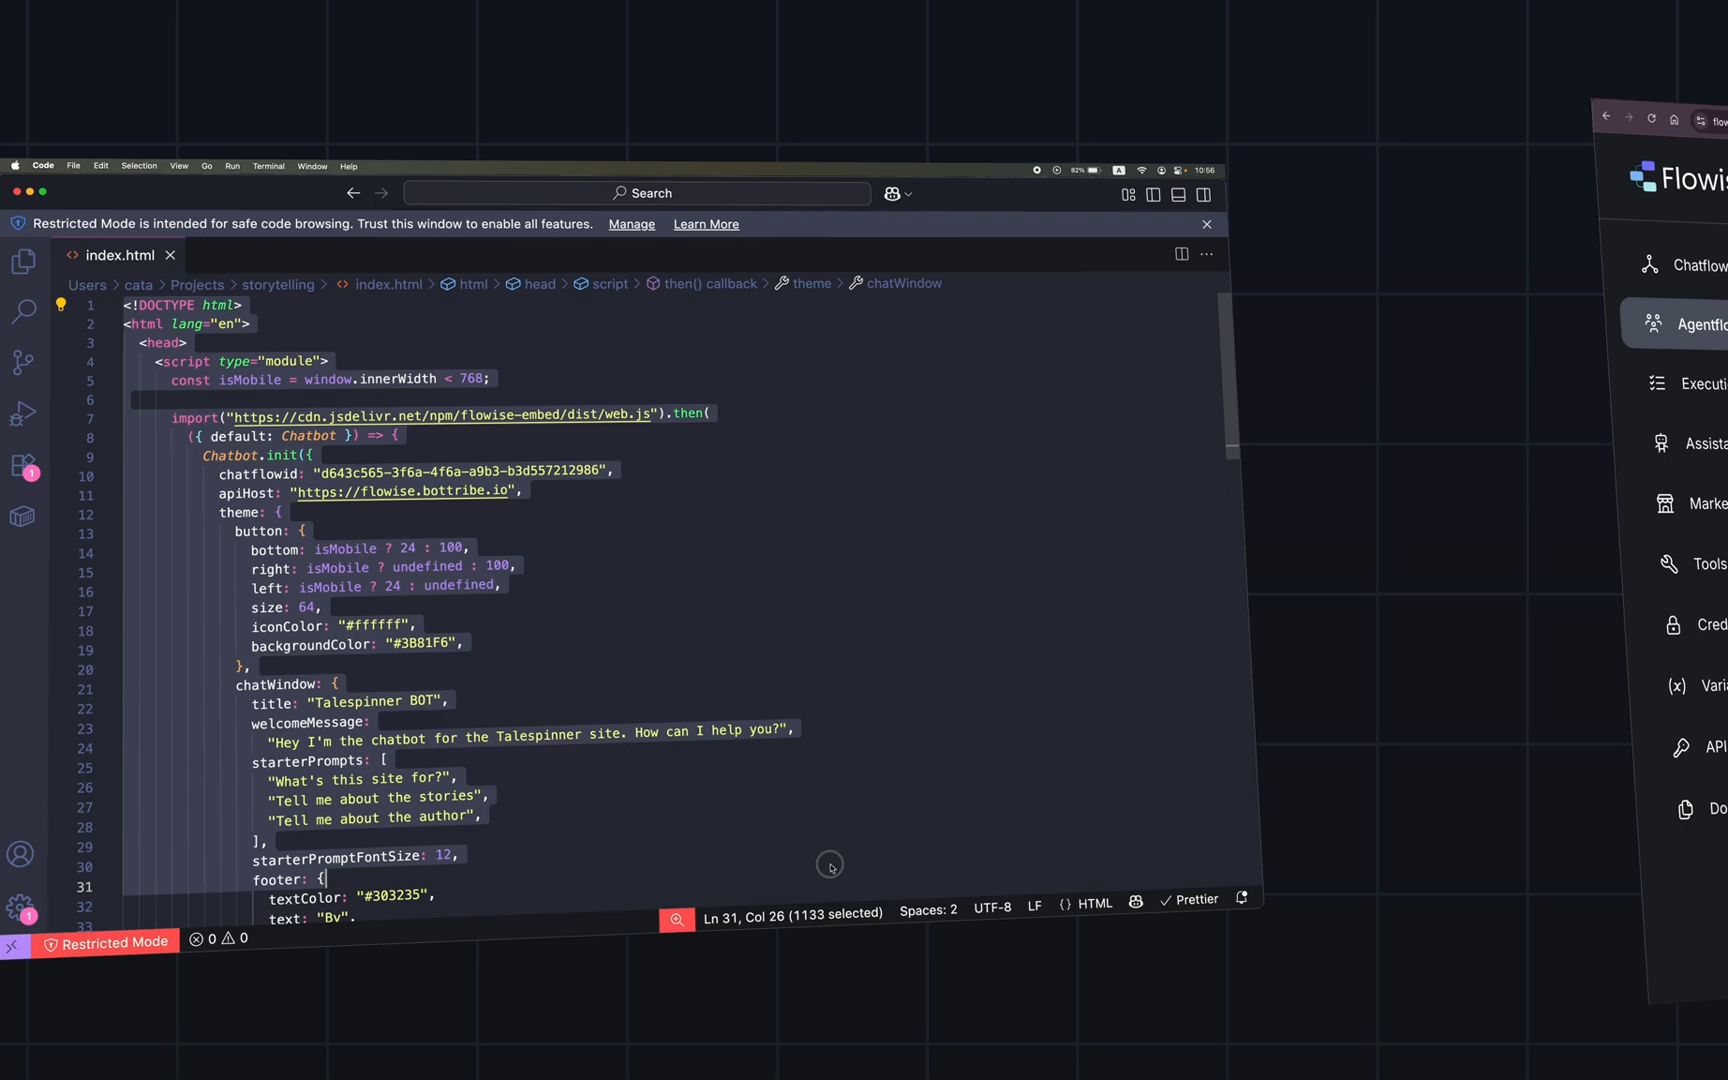 Code File Edit Selection View Go Run Terminal Window Help 82% A 10:56
Search
Restricted Mode is intended for safe code browsing. Trust this window to enable all features. Manage Learn More
index.html
Users > cata > Projects > storytelling > index.html > html > head > script > then() callback > theme > chatWindow
1 <!DOCTYPE html>
2 <html lang="en">
3 <head>
4 <script type="module">
5 const isMobile = window.innerWidth < 768;
6
7 import("https://cdn.jsdelivr.net/npm/flowise-embed/dist/web.js").then(
8 ({ default: Chatbot }) => {
9 Chatbot.init({
10 chatflowid: "d643c565-3f6a-4f6a-a9b3-b3d557212986",
11 apiHost: "https://flowise.bottribe.io",
12 theme: {
13 button: {
14 bottom: isMobile ? 24 : 100,
15 right: isMobile ? undefined : 100,
16 left: isMobile ? 24 : undefined,
17 size: 64,
18 iconColor: "#ffffff",
19 backgroundColor: "#3B81F6",
20 },
21 chatWindow: {
22 title: "Talespinner BOT",
23 welcomeMessage:
24 "Hey I'm the chatbot for the Talespinner site. How can I help you?",
25 starterPrompts: [
26 "What's this site for?",
27 "Tell me about the stories",
28 "Tell me about the author",
29 ],
30 starterPromptFontSize: 12,
31 footer: {
32 textColor: "#303235",
33 text: "By",
1
1
Restricted Mode 0 0 Ln 31, Col 26 (1133 selected) Spaces: 2 UTF-8 LF {} HTML Prettier
flow
Flowis
Chatflow
Agentflo
Executi
Assista
Marke
Tools
Cred
Varia
API
Do